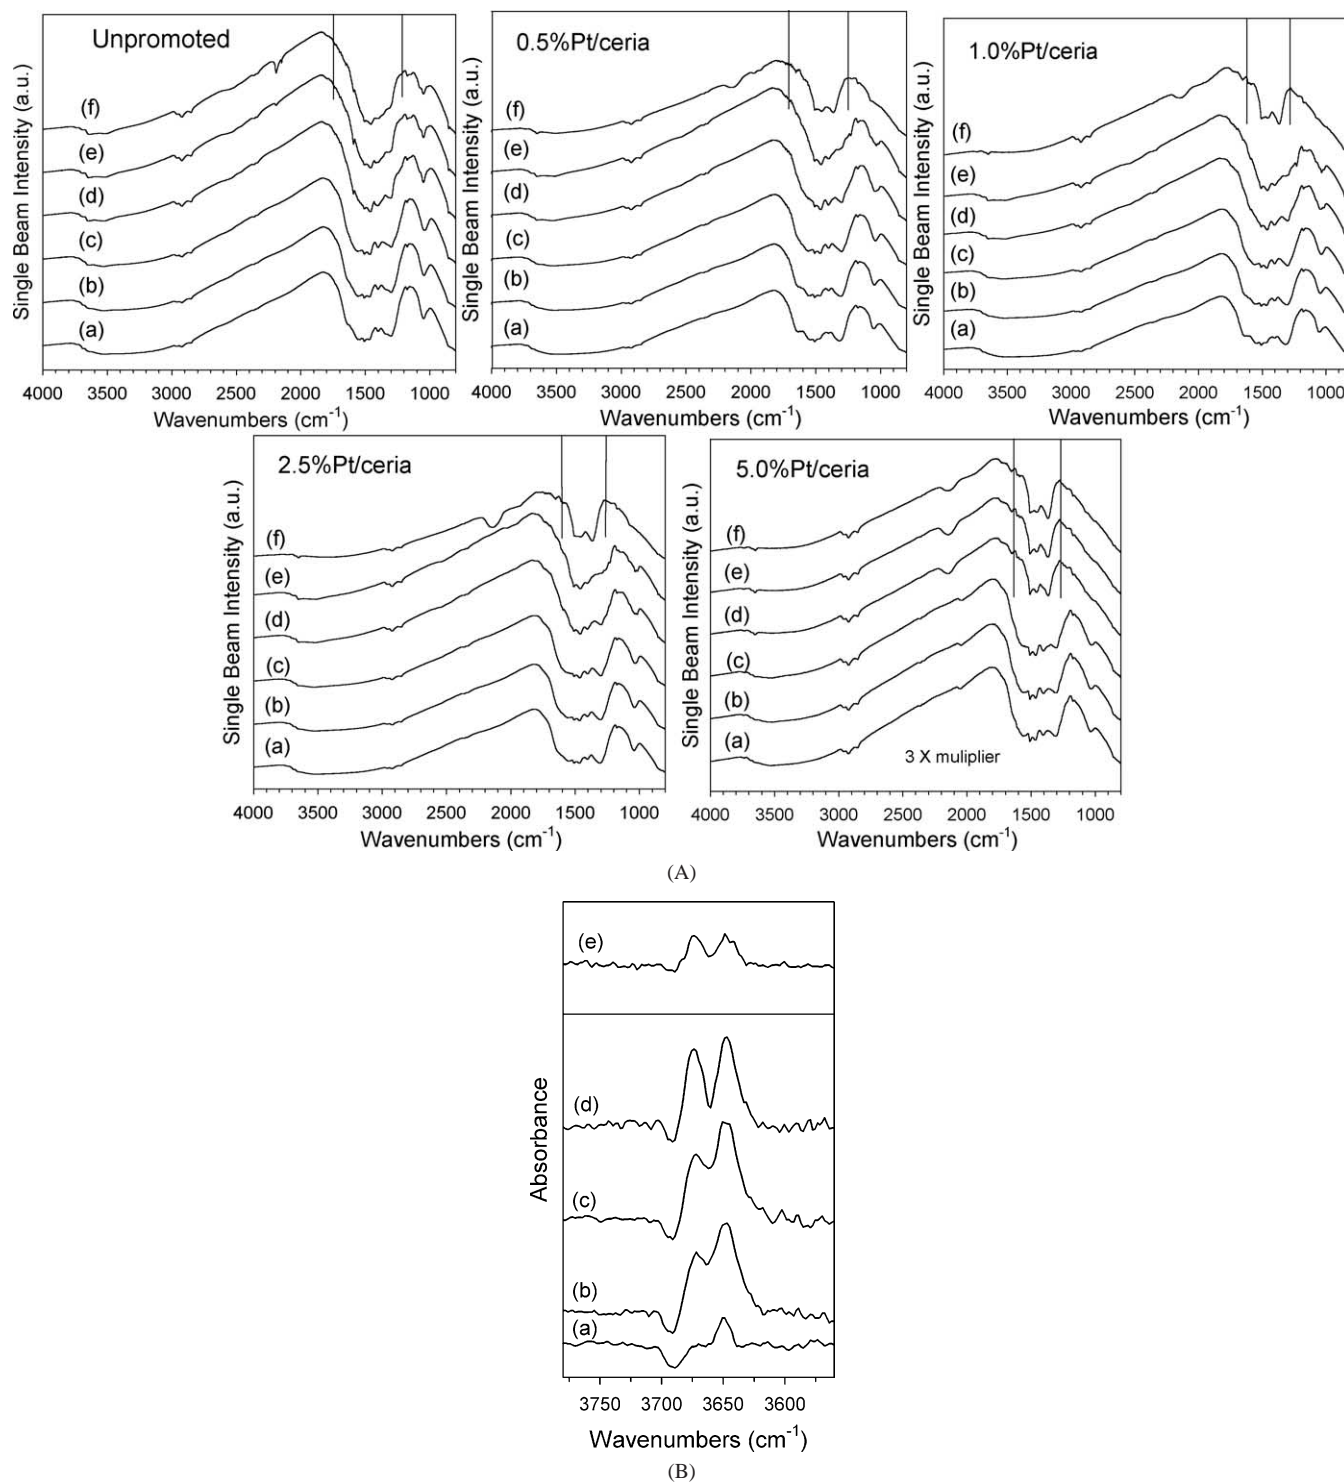 Unpromoted
(f)
(e)
(d)
(c)
(b)
(a)
Single Beam Intensity (a.u.)
4000 3500 3000 2500 2000 1500 1000
Wavenumbers (cm-1)
0.5%Pt/ceria
(f)
(e)
(d)
(c)
(b)
(a)
Single Beam Intensity (a.u.)
4000 3500 3000 2500 2000 1500 1000
Wavenumbers (cm-1)
1.0%Pt/ceria
(f)
(e)
(d)
(c)
(b)
(a)
Single Beam Intensity (a.u.)
4000 3500 3000 2500 2000 1500 1000
Wavenumbers (cm-1)
2.5%Pt/ceria
(f)
(e)
(d)
(c)
(b)
(a)
Single Beam Intensity (a.u.)
4000 3500 3000 2500 2000 1500 1000
Wavenumbers (cm-1)
5.0%Pt/ceria
(f)
(e)
(d)
(c)
(b)
(a)
3 X muliplier
Single Beam Intensity (a.u.)
4000 3500 3000 2500 2000 1500 1000
Wavenumbers (cm-1)
(A)
(e)
(d)
(c)
(b)
(a)
Absorbance
3750 3700 3650 3600
Wavenumbers (cm-1)
(B)